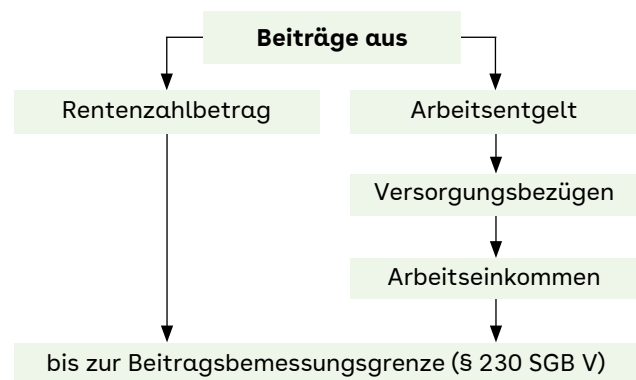 Beiträge aus
Rentenzahlbetrag
Arbeitsentgelt
Versorgungsbezügen
Arbeitseinkommen
bis zur Beitragsbemessungsgrenze (§ 230 SGB V)